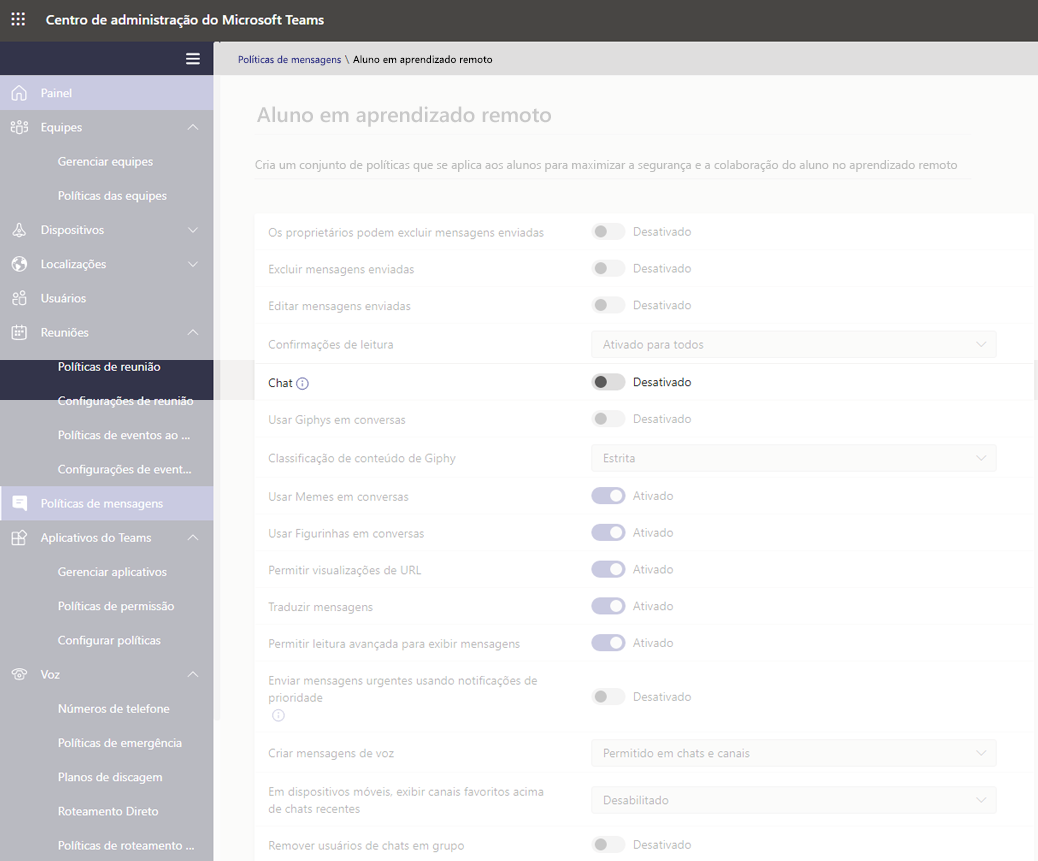 Centro de administração do Microsoft Teams
Políticas de mensagens \ Aluno em aprendizado remoto
Painel
Equipes
Gerenciar equipes
Políticas das equipes
Dispositivos
Localizações
Usuários
Reuniões
Políticas de reunião
Configurações de reunião
Políticas de eventos ao ...
Configurações de event...
Políticas de mensagens
Aplicativos do Teams
Gerenciar aplicativos
Políticas de permissão
Configurar políticas
Voz
Números de telefone
Políticas de emergência
Planos de discagem
Roteamento Direto
Políticas de roteamento ...
Aluno em aprendizado remoto
Cria um conjunto de políticas que se aplica aos alunos para maximizar a segurança e a colaboração do aluno no aprendizado remoto
Os proprietários podem excluir mensagens enviadas Desativado
Excluir mensagens enviadas Desativado
Editar mensagens enviadas Desativado
Confirmações de leitura Ativado para todos
Chat Desativado
Usar Giphys em conversas Desativado
Classificação de conteúdo de Giphy Estrita
Usar Memes em conversas Ativado
Usar Figurinhas em conversas Ativado
Permitir visualizações de URL Ativado
Traduzir mensagens Ativado
Permitir leitura avançada para exibir mensagens Ativado
Enviar mensagens urgentes usando notificações de
prioridade Desativado
Criar mensagens de voz Permitido em chats e canais
Em dispositivos móveis, exibir canais favoritos acima
de chats recentes Desabilitado
Remover usuários de chats em grupo Desativado